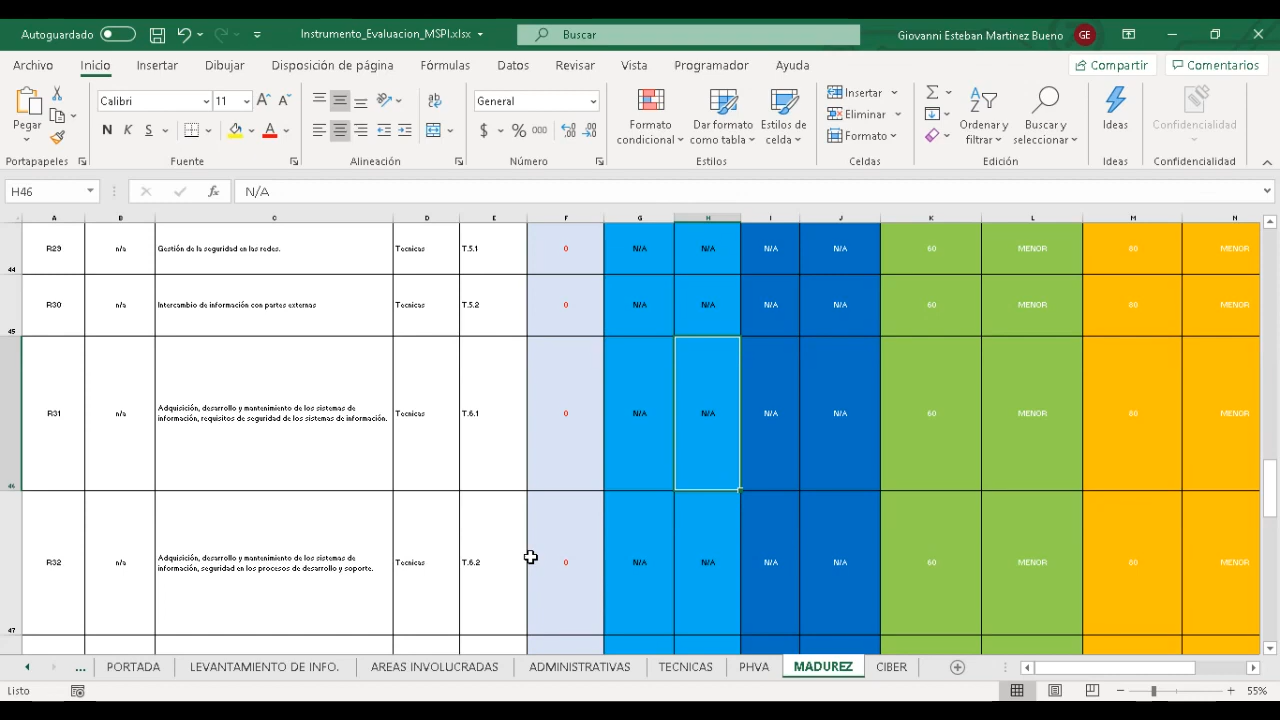 Autoguardado
Instrumento_Evaluacion_MSPI.xlsx
Buscar
Giovanni Esteban Martinez Bueno
GE
Archivo Inicio Insertar Dibujar Disposición de página Fórmulas Datos Revisar Vista Programador Ayuda
Compartir Comentarios
Pegar
Calibri 11
N K S
General
$ % 000
Formato condicional
Dar formato como tabla
Estilos de celda
Insertar
Eliminar
Formato
Ordenar y filtrar
Buscar y seleccionar
Ideas
Confidencialidad
Portapapeles Fuente Alineación Número Estilos Celdas Edición Ideas Confidencialidad
H46 fx N/A
A B C D E F G H I J K L M N
44 R29 n/a Gestión de la seguridad en las redes. Tecnicas T.5.1 0 N/A N/A N/A N/A 60 MENOR 80 MENOR
45 R30 n/a Intercambio de información con partes externas Tecnicas T.5.2 0 N/A N/A N/A N/A 60 MENOR 80 MENOR
46 R31 n/a Adquisición, desarrollo y mantenimiento de los sistemas de
información, requisitos de seguridad de los sistemas de información. Tecnicas T.6.1 0 N/A N/A N/A N/A 60 MENOR 80 MENOR
47 R32 n/a Adquisición, desarrollo y mantenimiento de los sistemas de
información, seguridad en los procesos de desarrollo y soporte. Tecnicas T.6.2 0 N/A N/A N/A N/A 60 MENOR 80 MENOR
... PORTADA LEVANTAMIENTO DE INFO. AREAS INVOLUCRADAS ADMINISTRATIVAS TECNICAS PHVA MADUREZ CIBER
Listo
55%